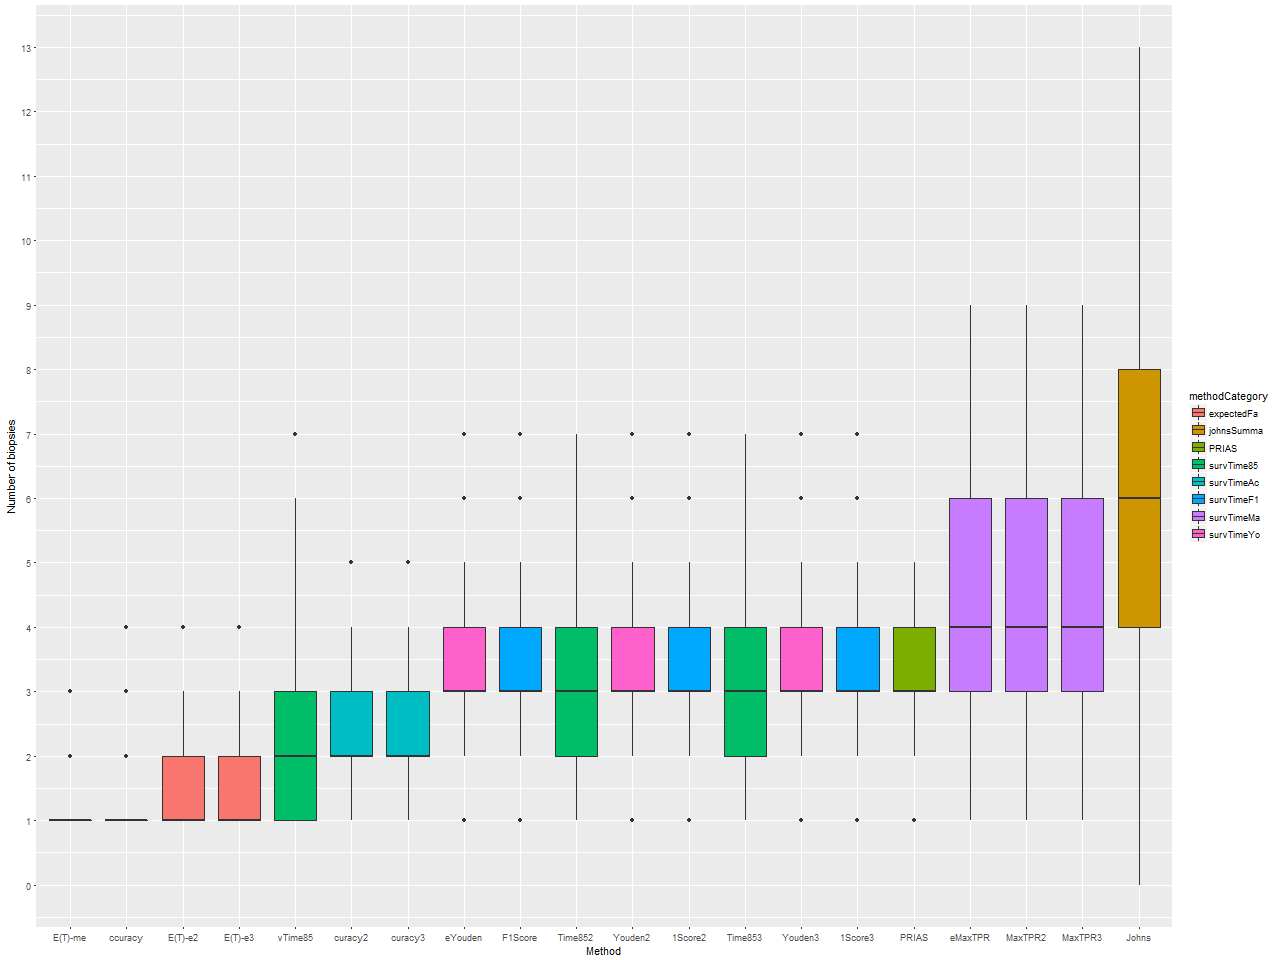 13
12
11
10
9
8
7
6
5
4
3
2
1
0
Number of biopsies
E(T)-me ccuracy E(T)-e2 E(T)-e3 vTime85 curacy2 curacy3 eYouden F1Score Time852 Youden2 1Score2 Time853 Youden3 1Score3 PRIAS eMaxTPR MaxTPR2 MaxTPR3 Johns
Method
methodCategory
expectedFa
johnsSumma
PRIAS
survTime85
survTimeAc
survTimeF1
survTimeMa
survTimeYo